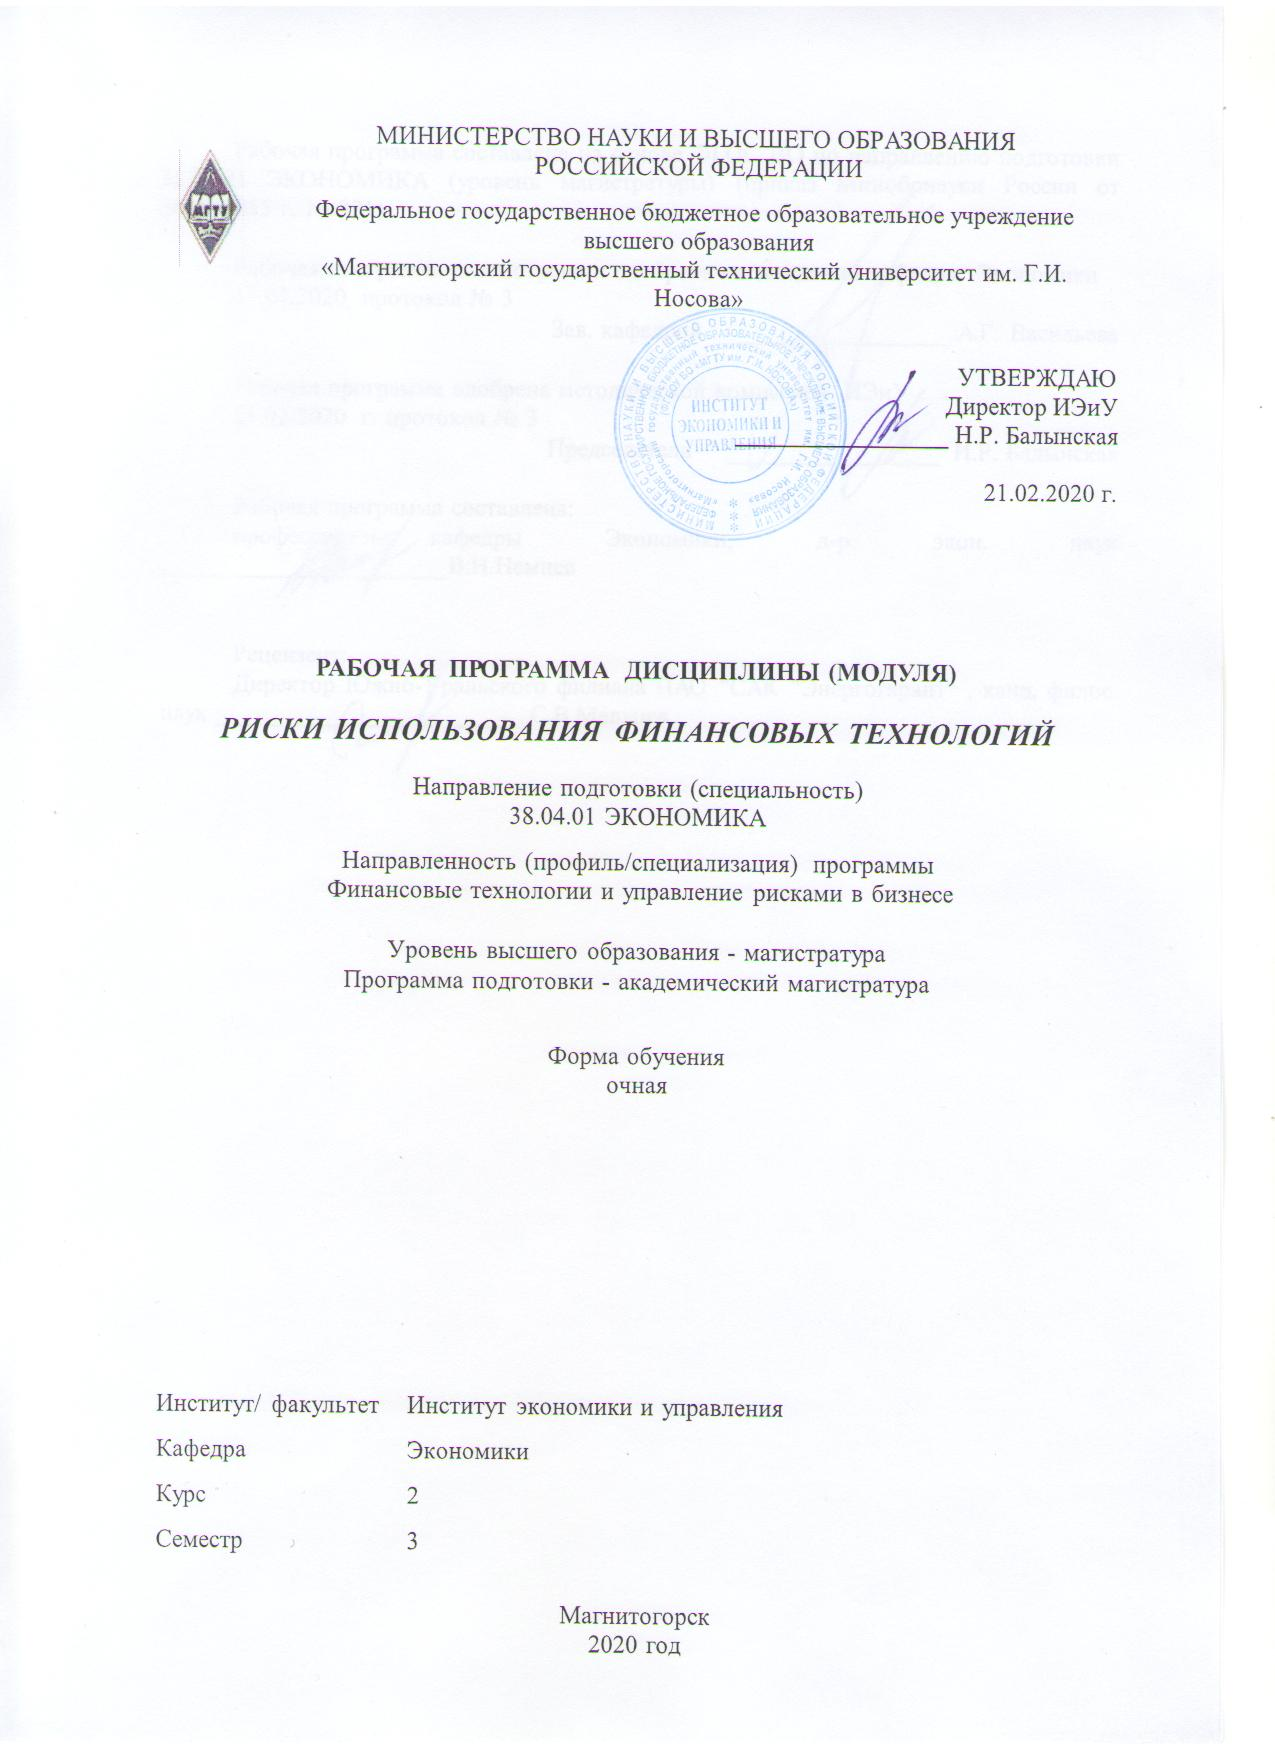 МИНИСТЕРСТВО НАУКИ И ВЫСШЕГО ОБРАЗОВАНИЯ
РОССИЙСКОЙ ФЕДЕРАЦИИ
МГТУ
Федеральное государственное бюджетное образовательное учреждение
высшего образования
«Магнитогорский государственный технический университет им. Г.И.
Носова»
ИНСТИТУТ
ЭКОНОМИКИ И
УПРАВЛЕНИЯ
УТВЕРЖДАЮ
Директор ИЭиУ
Н.Р. Балынская
21.02.2020 г.
РАБОЧАЯ ПРОГРАММА ДИСЦИПЛИНЫ (МОДУЛЯ)
РИСКИ ИСПОЛЬЗОВАНИЯ ФИНАНСОВЫХ ТЕХНОЛОГИЙ
Направление подготовки (специальность)
38.04.01 ЭКОНОМИКА
Направленность (профиль/специализация) программы
Финансовые технологии и управление рисками в бизнесе
Уровень высшего образования - магистратура
Программа подготовки - академический магистратура
Форма обучения
очная
Институт/ факультет Институт экономики и управления
Кафедра Экономики
Курс 2
Семестр 3
Магнитогорск
2020 год